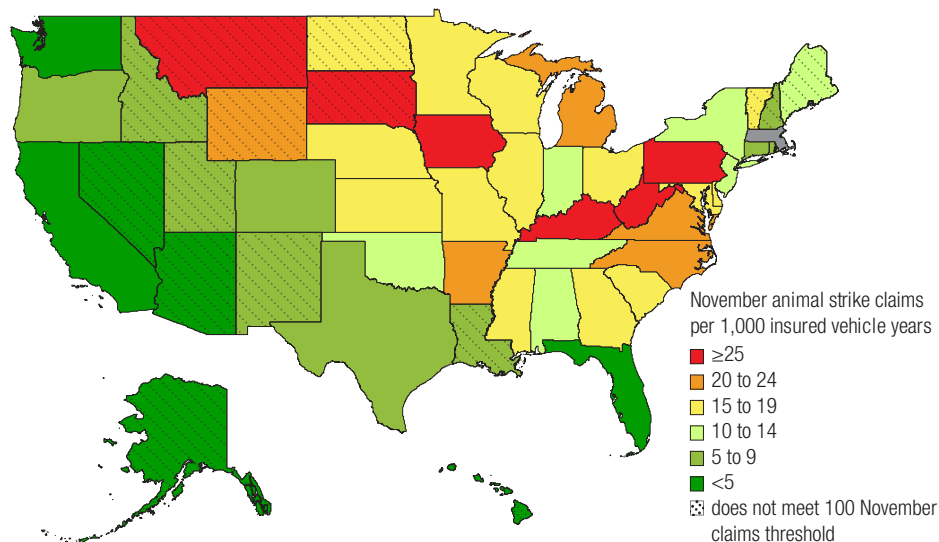 November animal strike claims
per 1,000 insured vehicle years
≥25
20 to 24
15 to 19
10 to 14
5 to 9
<5
does not meet 100 November
claims threshold